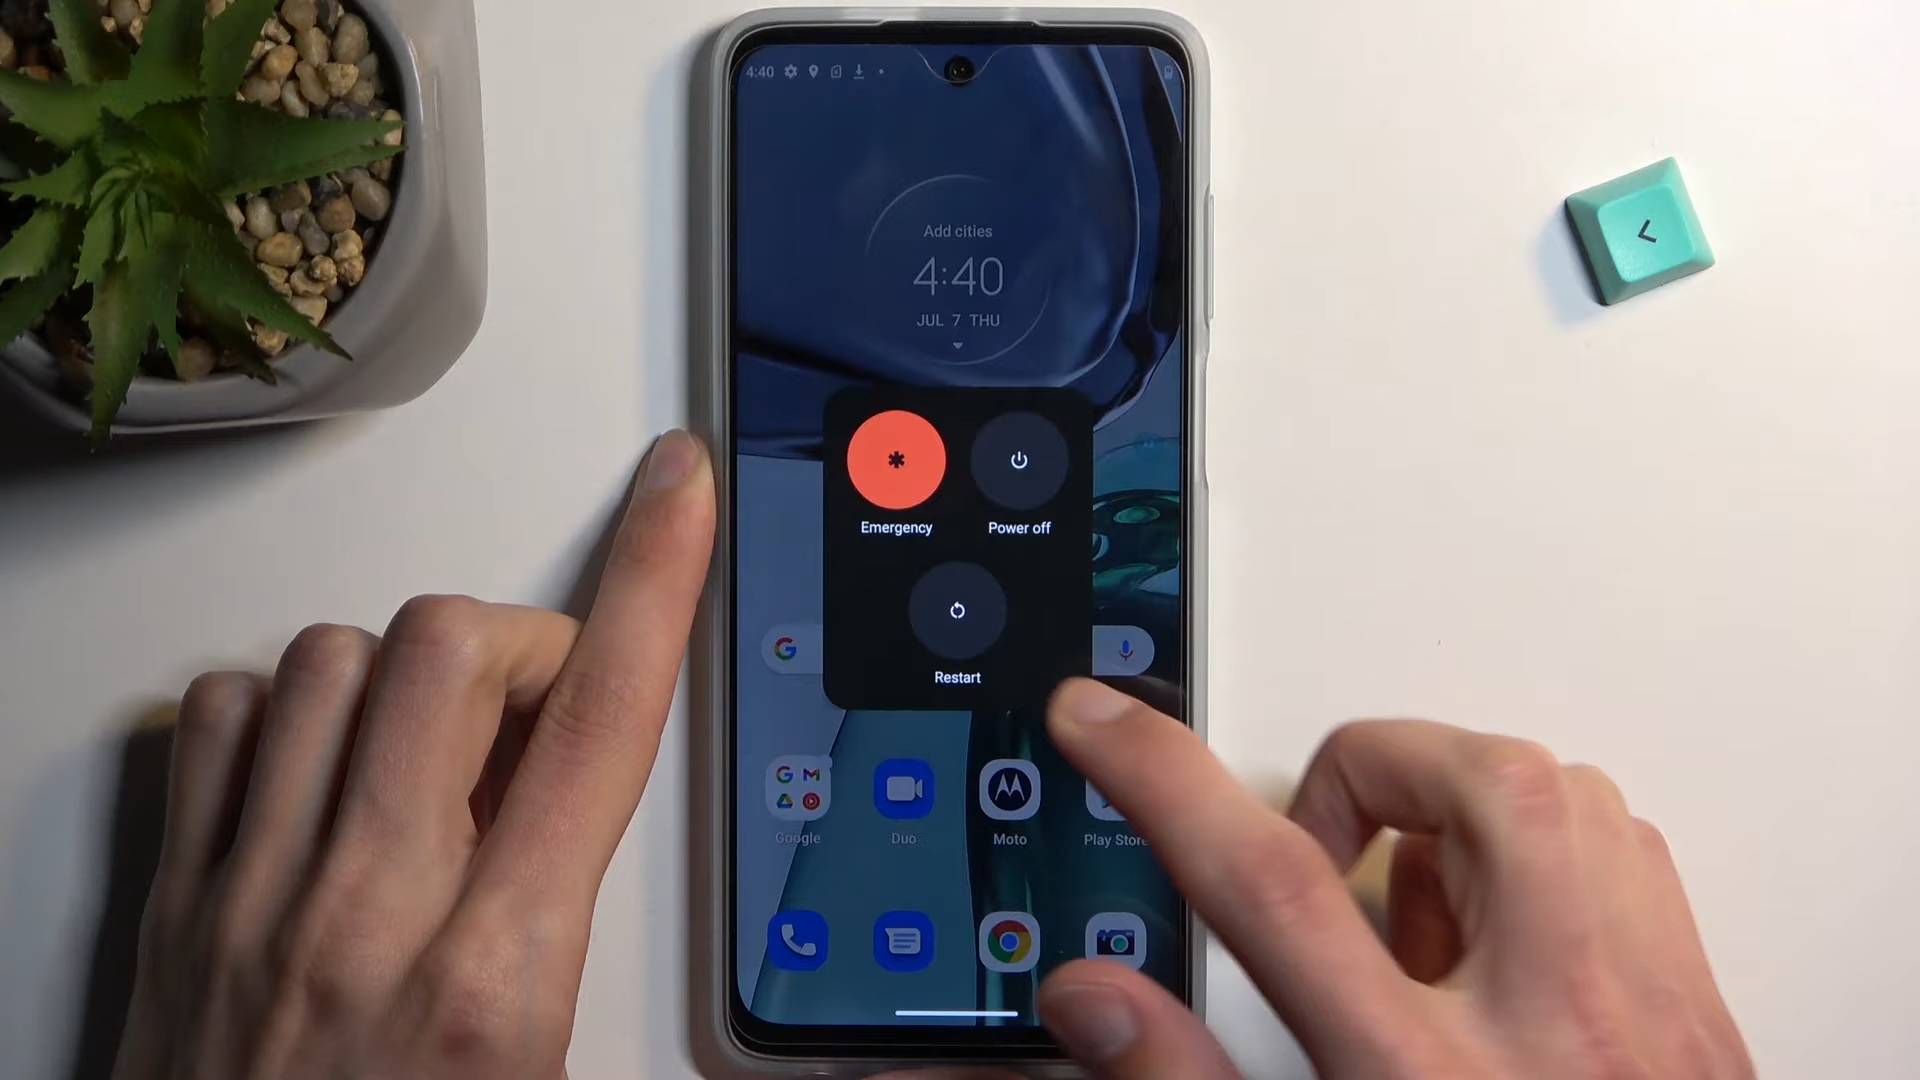 4:40
Add cities
4:40
JUL 7 THU
Emergency
Power off
Restart
Google
Duo
Moto
Play Store
<